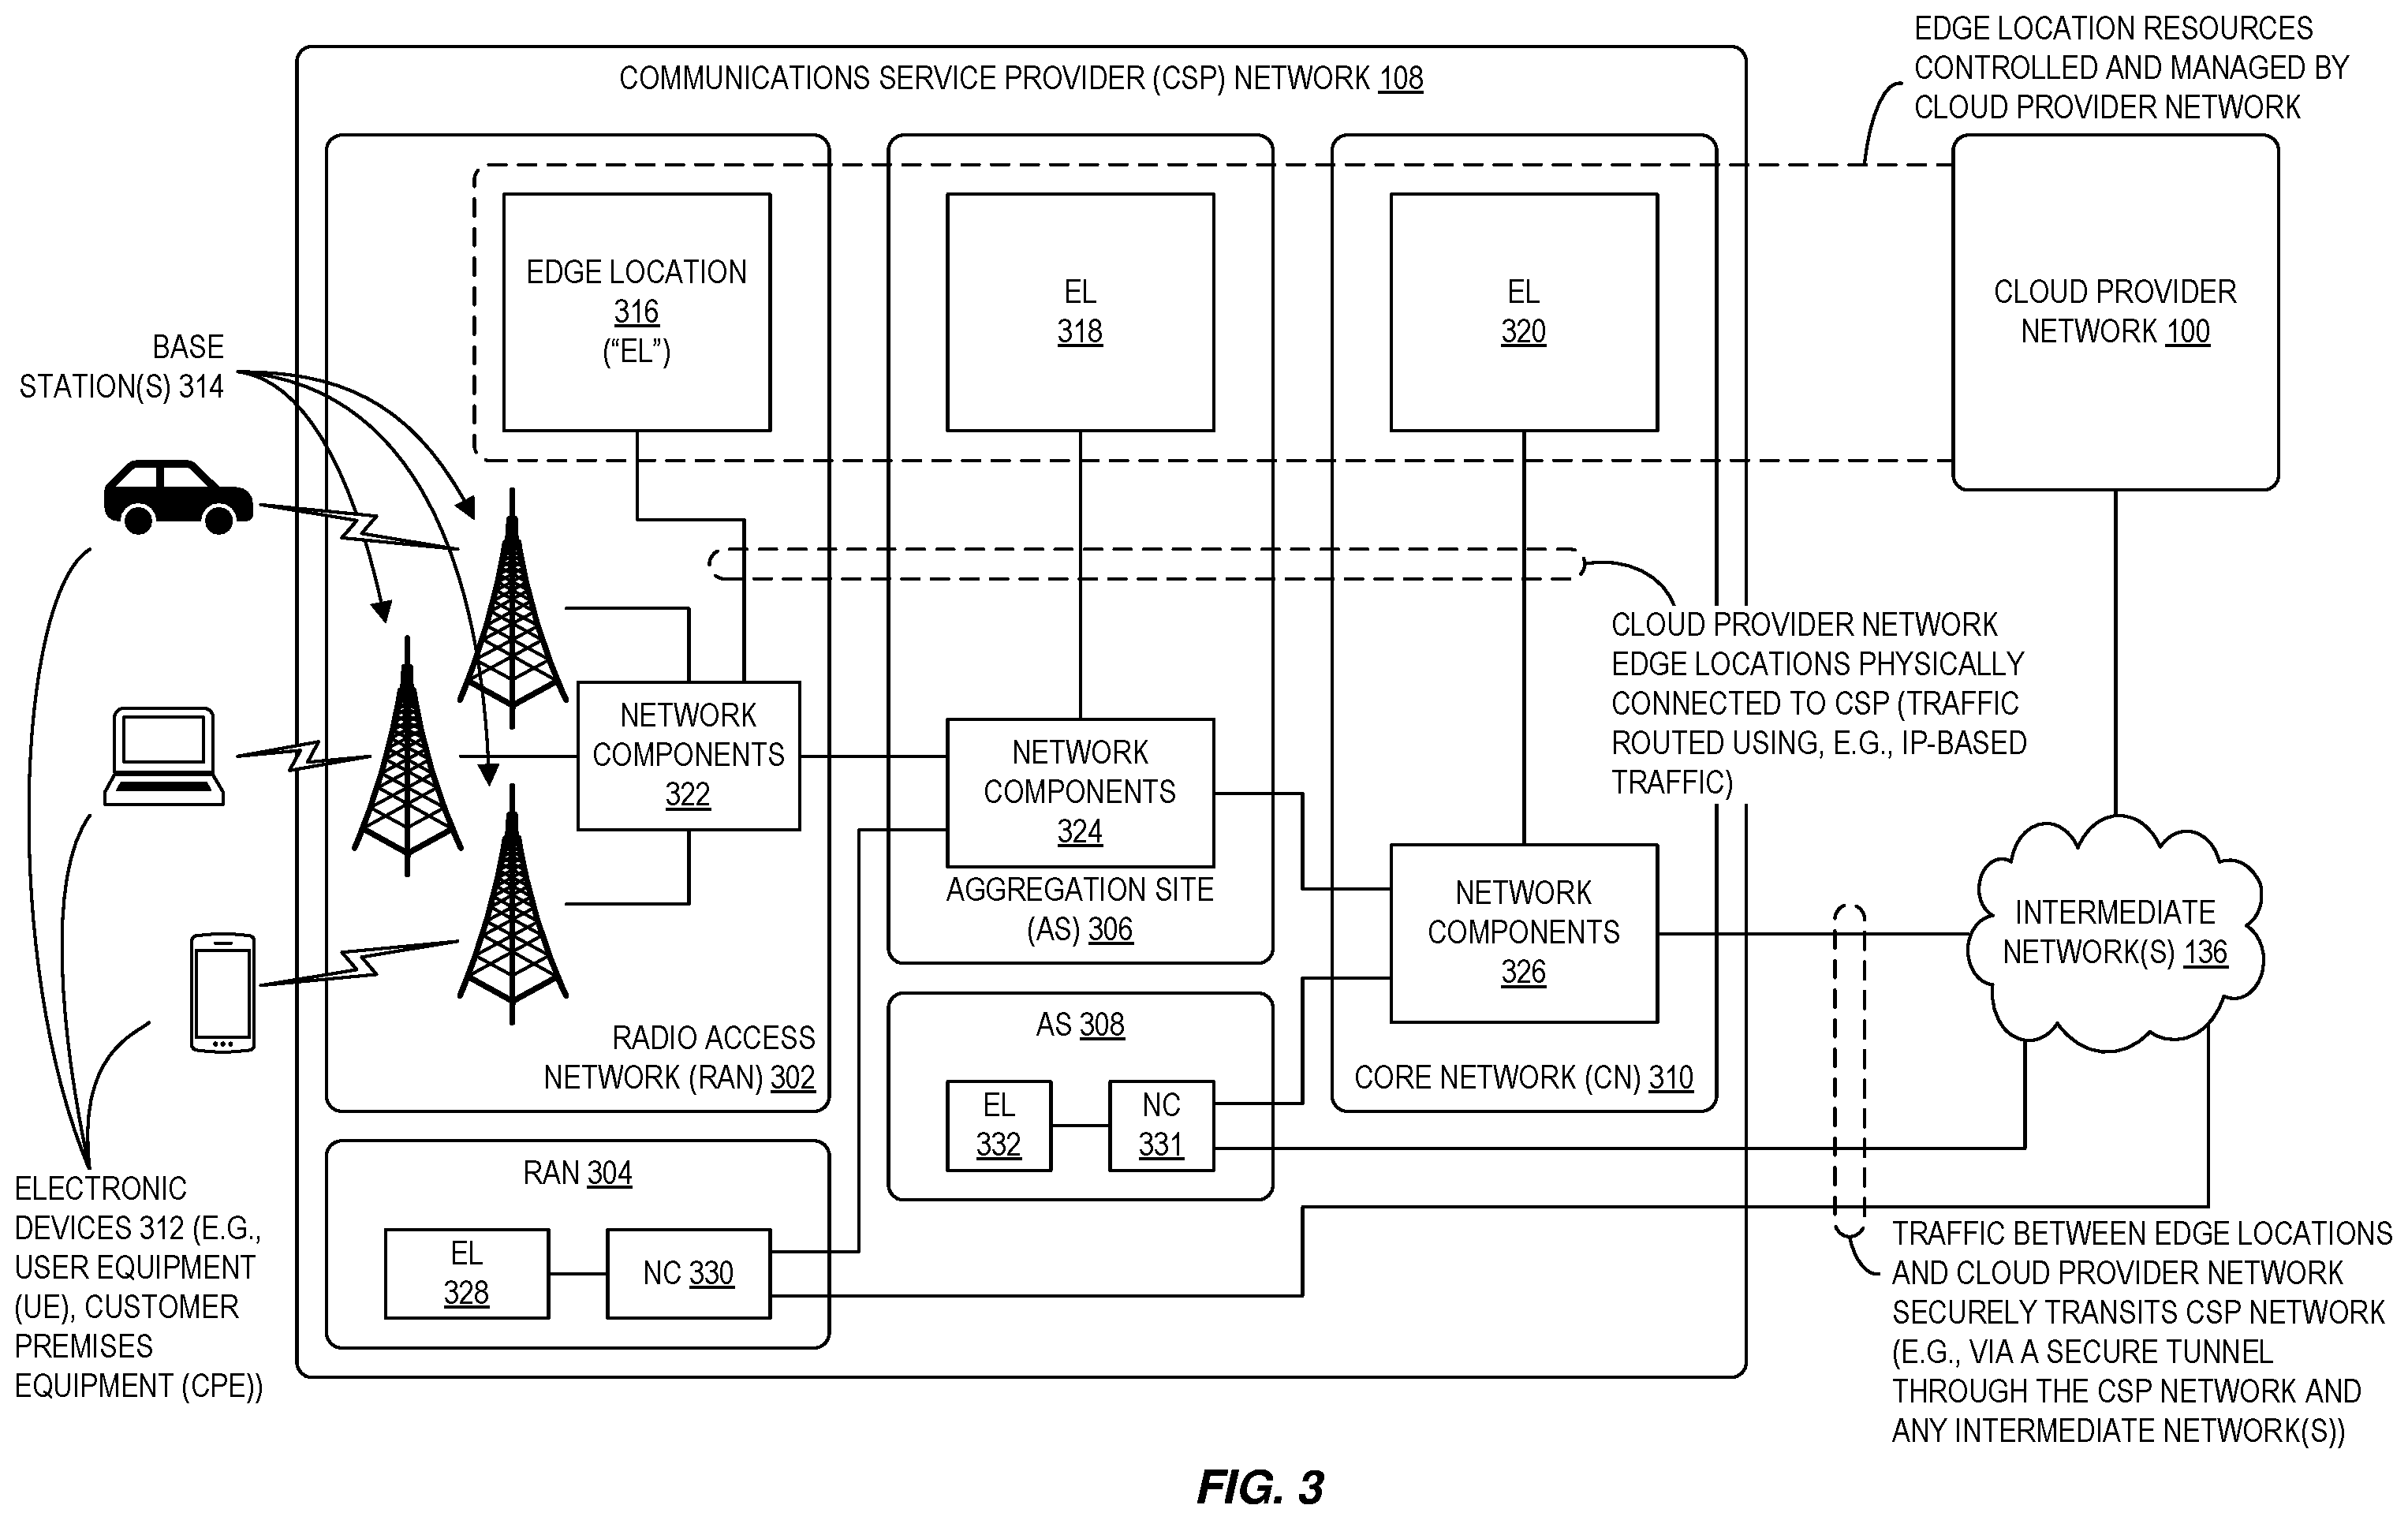 EDGE LOCATION RESOURCES
CONTROLLED AND MANAGED BY
CLOUD PROVIDER NETWORK
COMMUNICATIONS SERVICE PROVIDER (CSP) NETWORK 108
EDGE LOCATION
316
("EL")
EL
318
EL
320
CLOUD PROVIDER
NETWORK 100
BASE
STATION(S) 314
CLOUD PROVIDER NETWORK
EDGE LOCATIONS PHYSICALLY
CONNECTED TO CSP (TRAFFIC
ROUTED USING, E.G., IP-BASED
TRAFFIC)
NETWORK
COMPONENTS
322
NETWORK
COMPONENTS
324
AGGREGATION SITE
(AS) 306
NETWORK
COMPONENTS
326
INTERMEDIATE
NETWORK(S) 136
RADIO ACCESS
NETWORK (RAN) 302
AS 308
EL
332
NC
331
CORE NETWORK (CN) 310
RAN 304
EL
328
NC 330
ELECTRONIC
DEVICES 312 (E.G.,
USER EQUIPMENT
(UE), CUSTOMER
PREMISES
EQUIPMENT (CPE))
TRAFFIC BETWEEN EDGE LOCATIONS
AND CLOUD PROVIDER NETWORK
SECURELY TRANSITS CSP NETWORK
(E.G., VIA A SECURE TUNNEL
THROUGH THE CSP NETWORK AND
ANY INTERMEDIATE NETWORK(S))
FIG. 3